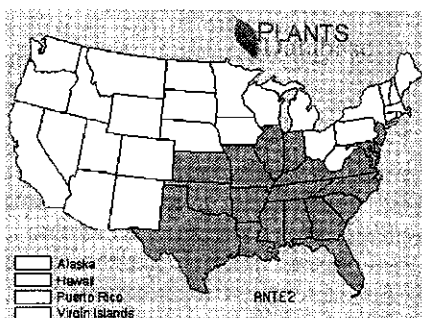 PLANTS
Alaska
Hawaii
Puerto Rico
Virgin Islands
ANTE2